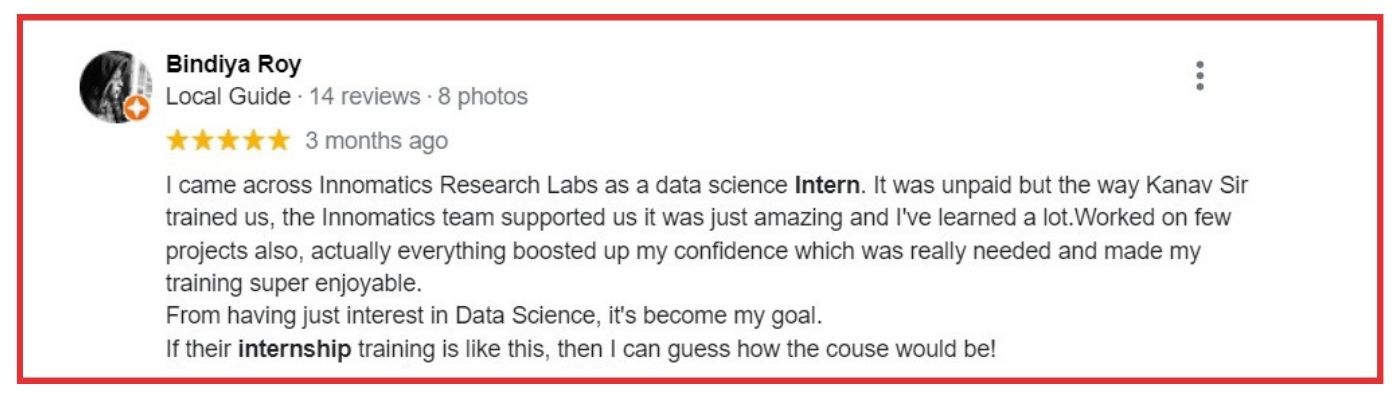 Bindiya Roy
Local Guide · 14 reviews · 8 photos
3 months ago
I came across Innomatics Research Labs as a data science Intern. It was unpaid but the way Kanav Sir
trained us, the Innomatics team supported us it was just amazing and I've learned a lot.Worked on few
projects also, actually everything boosted up my confidence which was really needed and made my
training super enjoyable.
From having just interest in Data Science, it's become my goal.
If their internship training is like this, then I can guess how the couse would be!